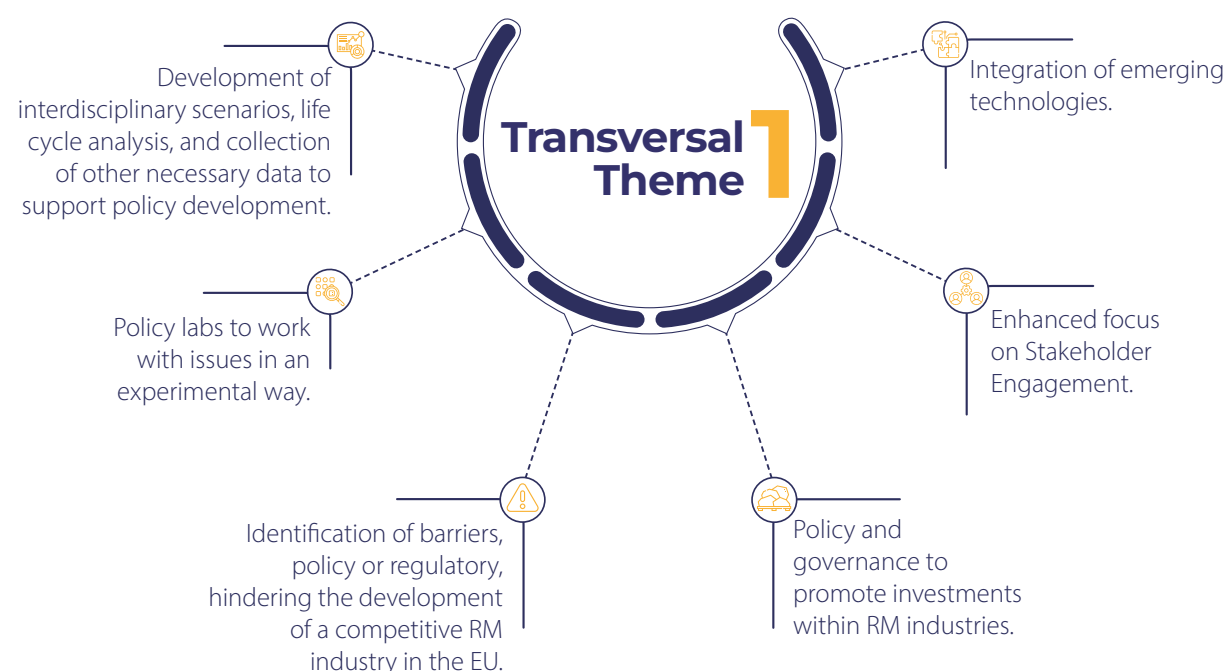 Transversal
Theme
1
Development of
interdisciplinary scenarios, life
cycle analysis, and collection
of other necessary data to
support policy development.
Policy labs to work
with issues in an
experimental way.
Identification of barriers,
policy or regulatory,
hindering the development
of a competitive RM
industry in the EU.
Policy and
governance to
promote investments
within RM industries.
Enhanced focus
on Stakeholder
Engagement.
Integration of emerging
technologies.